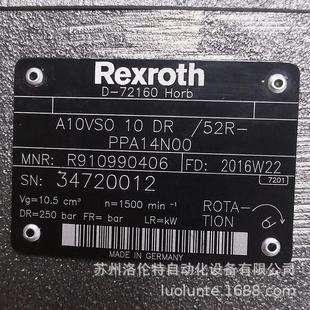 Rexroth
D-72160 Horb
A10VSO 10 DR /52R-
PPA14N00
MNR: R910990406 FD: 2016W22
SN: 34720012 7201
Vg=10.5 cm³ n=1500 min⁻¹ ROTA-
DR=250 bar FR= bar LR=kW TION
MADE IN GERMANY
苏州洛伦特自动化设备有限公司
luolunte.1688.com